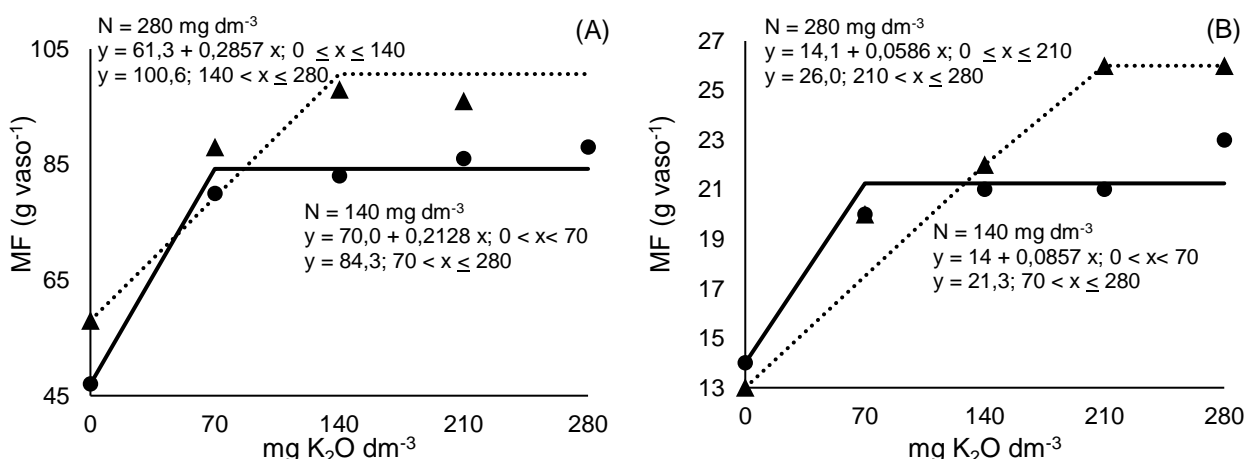 (A)
N = 280 mg dm-3
y = 61,3 + 0,2857 x; 0 < x < 140
y = 100,6; 140 < x < 280
105
85
65
45
MF (g vaso-1)
N = 140 mg dm-3
y = 70,0 + 0,2128 x; 0 < x< 70
y = 84,3; 70 < x < 280
0 70 140 210 280
mg K2O dm-3
(B)
N = 280 mg dm-3
y = 14,1 + 0,0586 x; 0 < x < 210
y = 26,0; 210 < x < 280
27
25
23
21
19
17
15
13
MF (g vaso-1)
N = 140 mg dm-3
y = 14 + 0,0857 x; 0 < x< 70
y = 21,3; 70 < x < 280
0 70 140 210 280
mg K2O dm-3